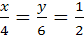 x/4 = y/6 = 1/2